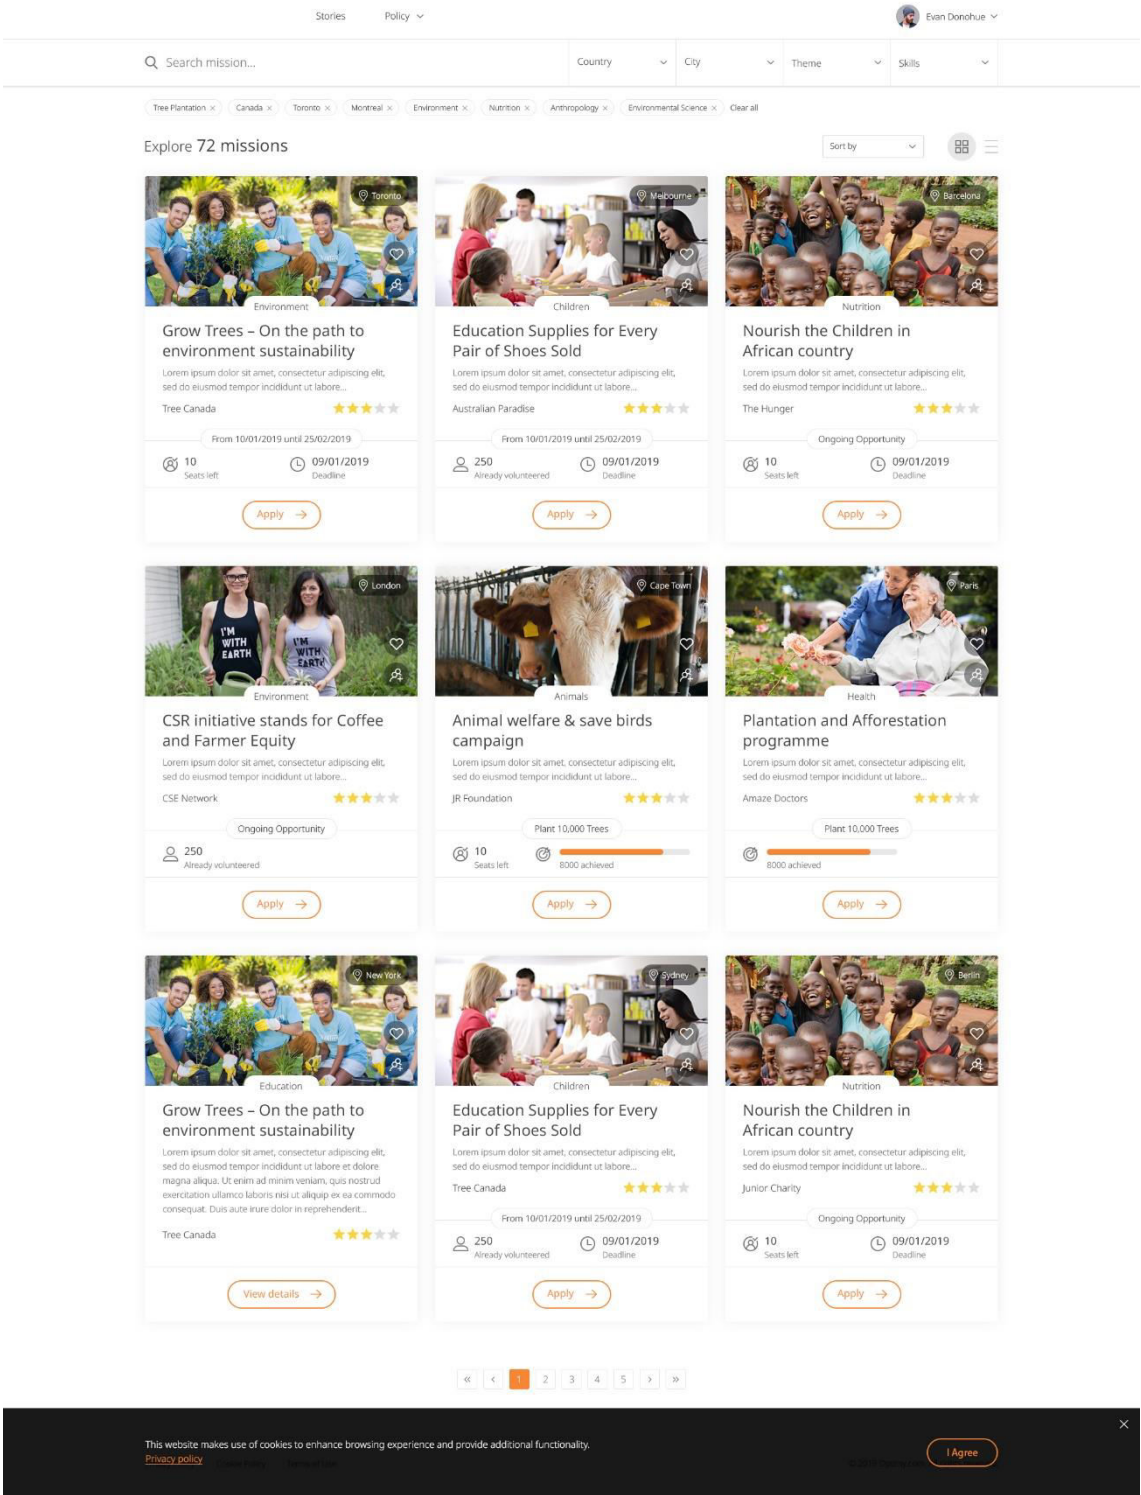 Stories Policy Evan Donohue
Search mission... Country City Theme Skills
Tree Plantation × Canada × Toronto × Montreal × Environment × Nutrition × Anthropology × Environmental Science × Clear all
Explore 72 missions Sort by
Toronto
Environment
Grow Trees – On the path to
environment sustainability
Lorem ipsum dolor sit amet, consectetur adipiscing elit,
sed do eiusmod tempor incididunt ut labore...
Tree Canada
From 10/01/2019 until 25/02/2019
10 09/01/2019
Seats left Deadline
Apply
Melbourne
Children
Education Supplies for Every
Pair of Shoes Sold
Lorem ipsum dolor sit amet, consectetur adipiscing elit,
sed do eiusmod tempor incididunt ut labore...
Australian Paradise
From 10/01/2019 until 25/02/2019
250 09/01/2019
Already volunteered Deadline
Apply
Barcelona
Nutrition
Nourish the Children in
African country
Lorem ipsum dolor sit amet, consectetur adipiscing elit,
sed do eiusmod tempor incididunt ut labore...
The Hunger
Ongoing Opportunity
10 09/01/2019
Seats left Deadline
Apply
London
I'M
WITH
EARTH
I'M
WITH
EARTH
Environment
CSR initiative stands for Coffee
and Farmer Equity
Lorem ipsum dolor sit amet, consectetur adipiscing elit,
sed do eiusmod tempor incididunt ut labore...
CSE Network
Ongoing Opportunity
250
Already volunteered
Apply
Cape Town
Animals
Animal welfare & save birds
campaign
Lorem ipsum dolor sit amet, consectetur adipiscing elit,
sed do eiusmod tempor incididunt ut labore...
JR Foundation
Plant 10,000 Trees
10
Seats left 8000 achieved
Apply
Paris
Health
Plantation and Afforestation
programme
Lorem ipsum dolor sit amet, consectetur adipiscing elit,
sed do eiusmod tempor incididunt ut labore...
Amaze Doctors
Plant 10,000 Trees
8000 achieved
Apply
New York
Education
Grow Trees – On the path to
environment sustainability
Lorem ipsum dolor sit amet, consectetur adipiscing elit,
sed do eiusmod tempor incididunt ut labore et dolore
magna aliqua. Ut enim ad minim veniam, quis nostrud
exercitation ullamco laboris nisi ut aliquip ex ea commodo
consequat. Duis aute irure dolor in reprehenderit...
Tree Canada
View details
Sydney
Children
Education Supplies for Every
Pair of Shoes Sold
Lorem ipsum dolor sit amet, consectetur adipiscing elit,
sed do eiusmod tempor incididunt ut labore...
Tree Canada
From 10/01/2019 until 25/02/2019
250 09/01/2019
Already volunteered Deadline
Apply
Berlin
Nutrition
Nourish the Children in
African country
Lorem ipsum dolor sit amet, consectetur adipiscing elit,
sed do eiusmod tempor incididunt ut labore...
Junior Charity
Ongoing Opportunity
10 09/01/2019
Seats left Deadline
Apply
« ‹ 1 2 3 4 5 › »
This website makes use of cookies to enhance browsing experience and provide additional functionality.
Privacy policy
I Agree